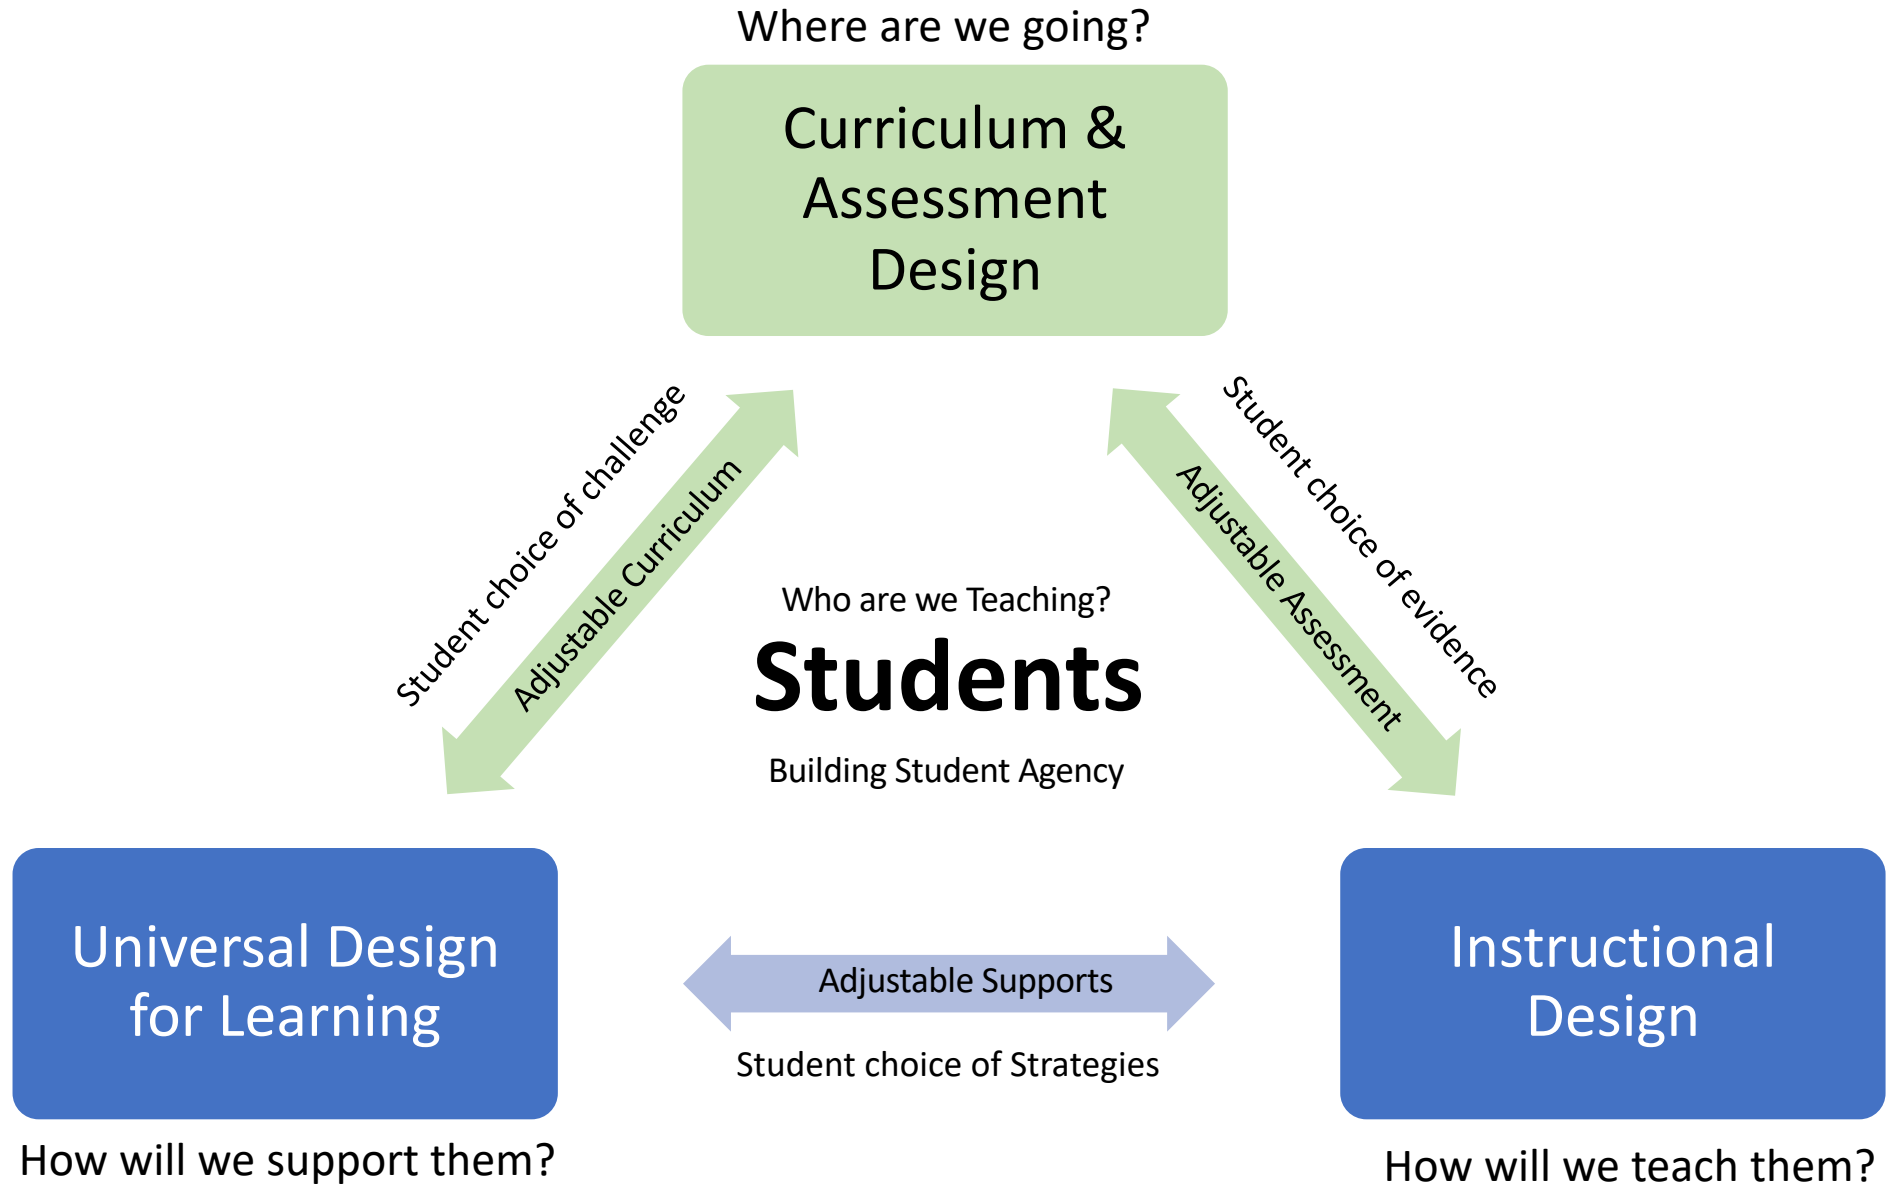 Where are we going?
Curriculum &
Assessment
Design
Student choice of challenge
Adjustable Curriculum
Adjustable Assessment
Student choice of evidence
Who are we Teaching?
Students
Building Student Agency
Universal Design
for Learning
Adjustable Supports
Student choice of Strategies
Instructional
Design
How will we support them?
How will we teach them?